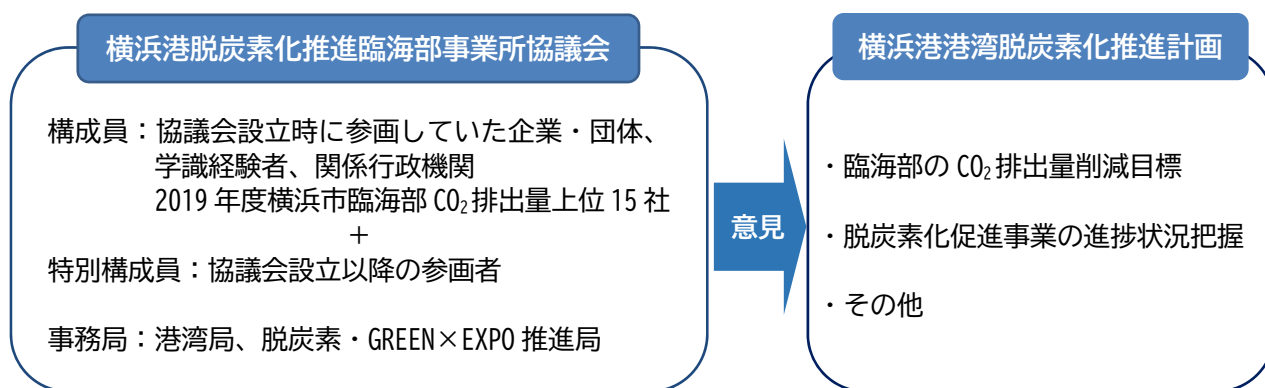 横浜港脱炭素化推進臨海部事業所協議会
構成員：協議会設立時に参画していた企業・団体、
学識経験者、関係行政機関
2019 年度横浜市臨海部 CO₂排出量上位 15 社
＋
特別構成員：協議会設立以降の参画者
事務局：港湾局、脱炭素・GREEN×EXPO 推進局
意見
横浜港港湾脱炭素化推進計画
・臨海部の CO₂排出量削減目標
・脱炭素化促進事業の進捗状況把握
・その他